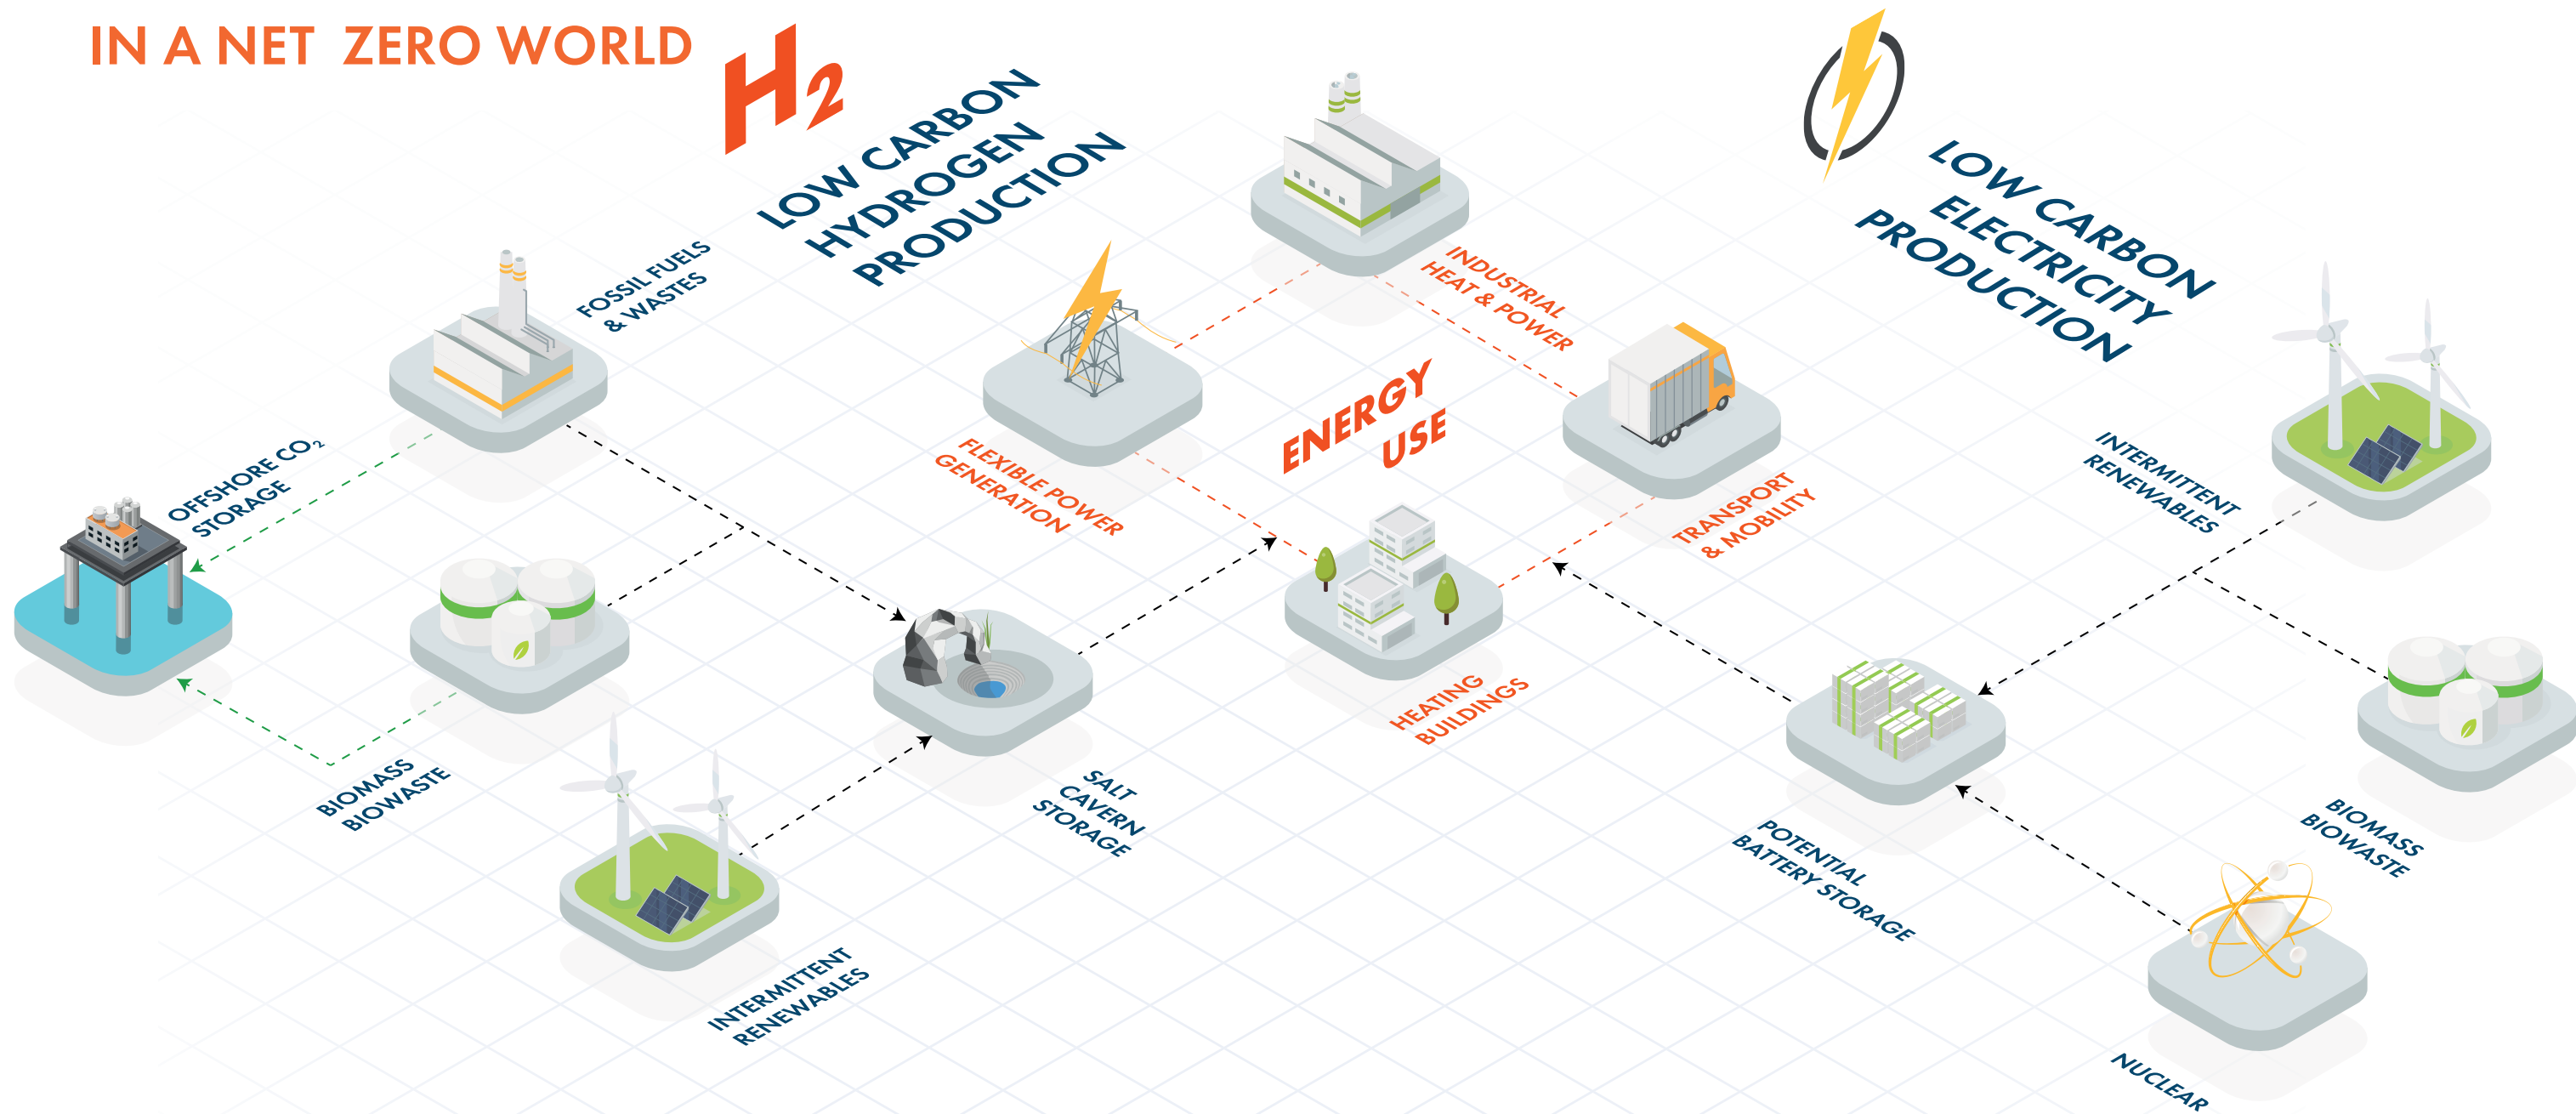 IN A NET ZERO WORLD
H2
LOW CARBON
HYDROGEN
PRODUCTION
LOW CARBON
ELECTRICITY
PRODUCTION
FOSSIL FUELS
& WASTES
INDUSTRIAL
HEAT & POWER
OFFSHORE CO₂
STORAGE
FLEXIBLE POWER
GENERATION
ENERGY
USE
TRANSPORT
& MOBILITY
INTERMITTENT
RENEWABLES
HEATING
BUILDINGS
BIOMASS
BIOWASTE
SALT
CAVERN
STORAGE
POTENTIAL
BATTERY STORAGE
BIOMASS
BIOWASTE
INTERMITTENT
RENEWABLES
NUCLEAR